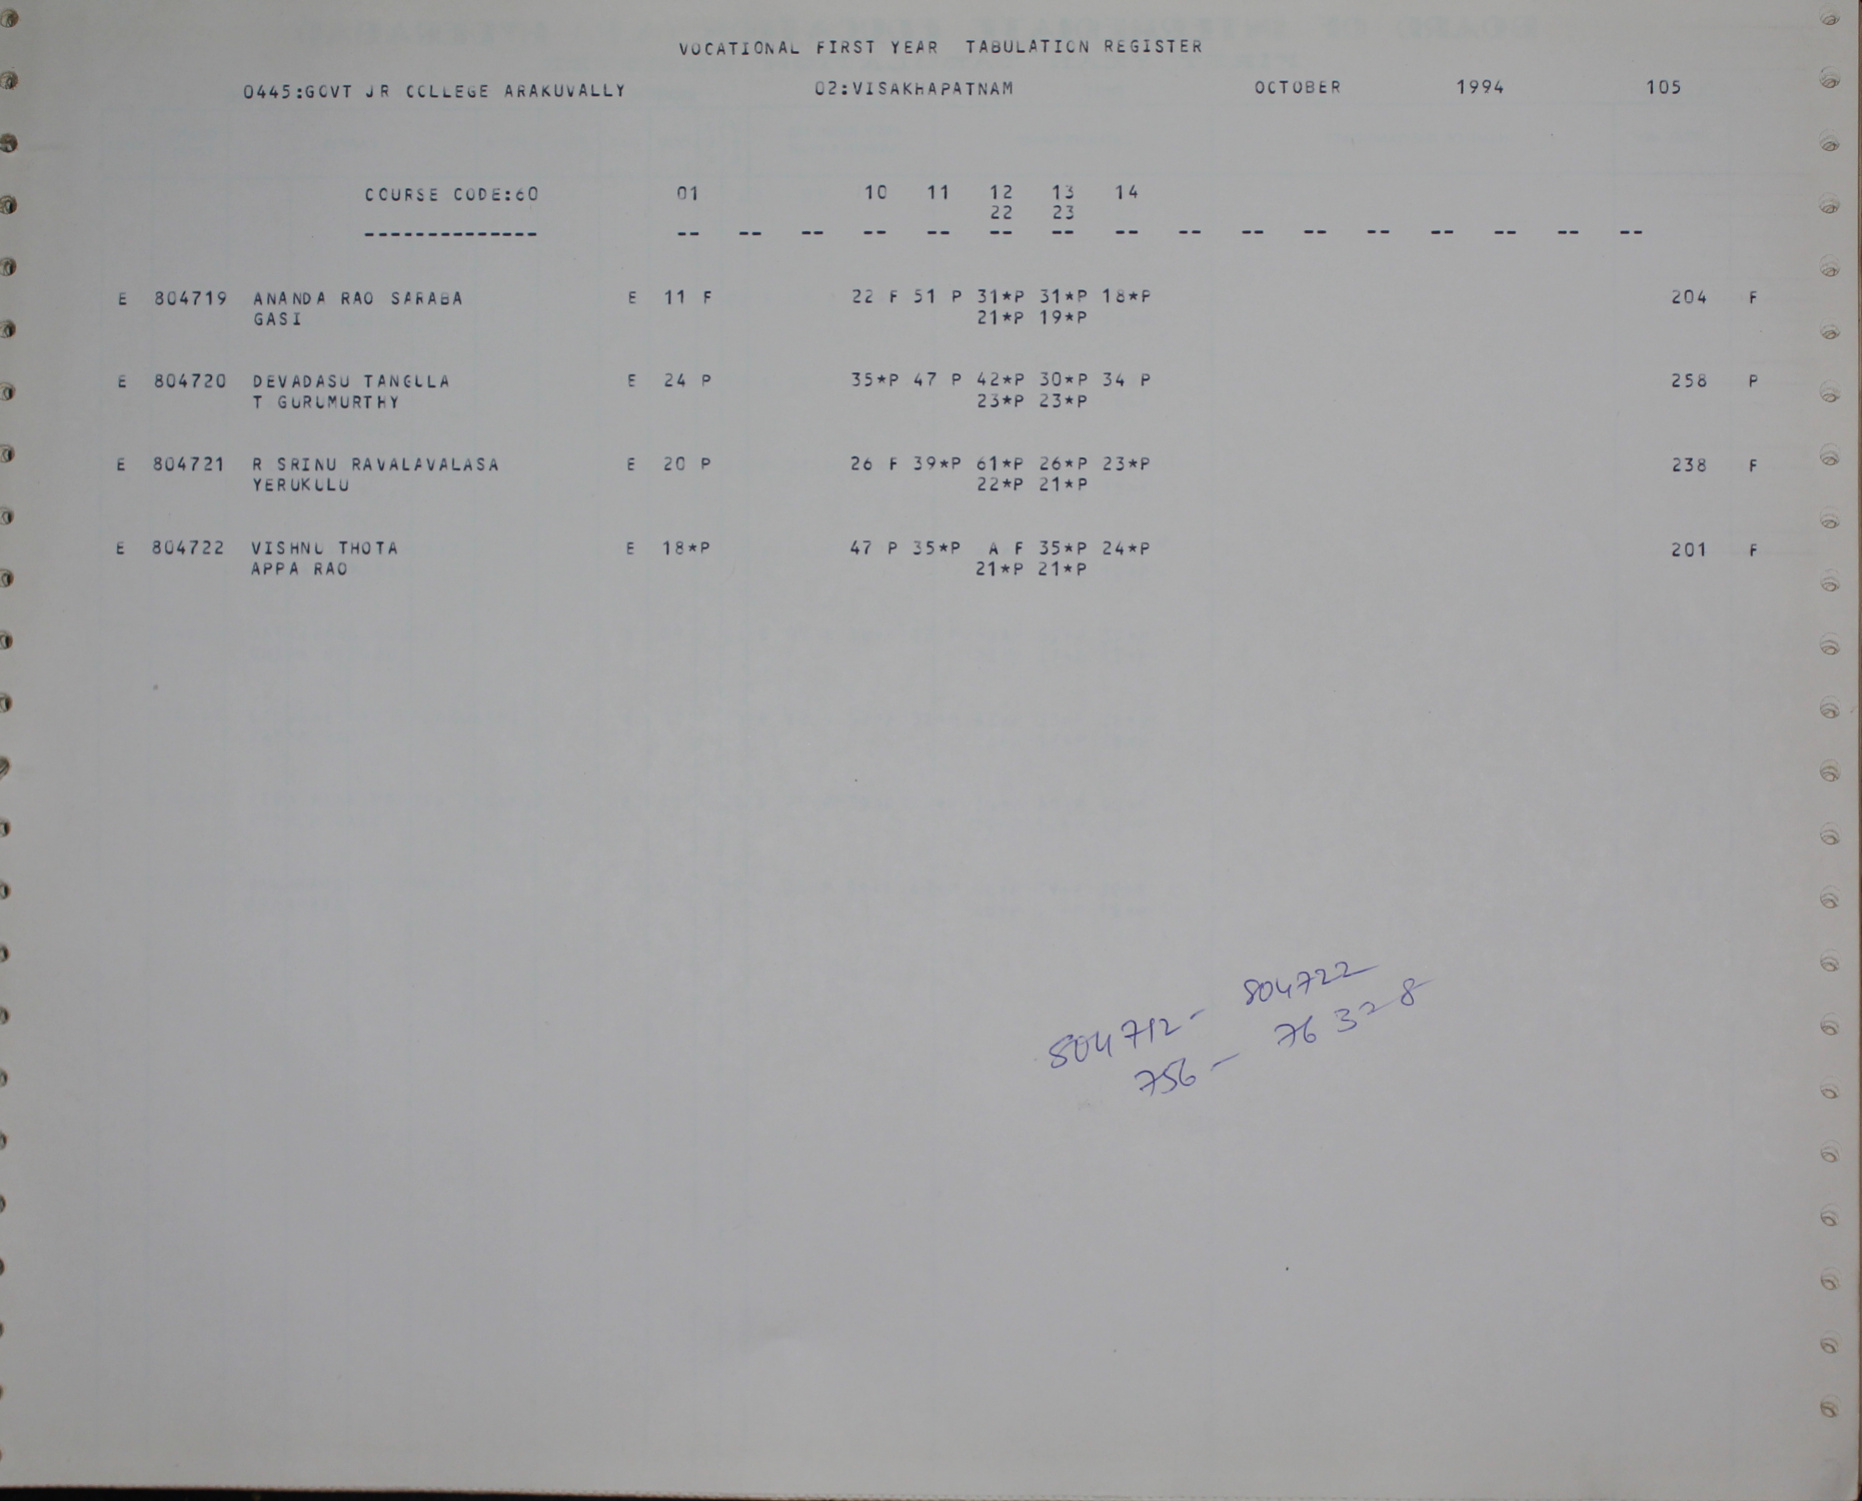 VOCATIONAL FIRST YEAR TABULATION REGISTER
0445:GOVT JR COLLEGE ARAKUVALLY 02:VISAKHAPATNAM OCTOBER 1994 105
COURSE CODE:60 01 10 11 12 13 14
22 23
-------------- -- -- -- -- -- -- -- -- -- -- -- -- -- -- -- --
E 804719 ANANDA RAO SARABA E 11 F 22 F 51 P 31*P 31*P 18*P 204 F
GASI 21*P 19*P
E 804720 DEVADASU TANGULA E 24 P 35*P 47 P 42*P 30*P 34 P 258 P
T GURUMURTHY 23*P 23*P
E 804721 R SRINU RAVALAVALASA E 20 P 26 F 39*P 61*P 26*P 23*P 238 F
YERUKULU 22*P 21*P
E 804722 VISHNU THOTA E 18*P 47 P 35*P A F 35*P 24*P 201 F
APPA RAO 21*P 21*P
804712 - 804722
756 - 76328